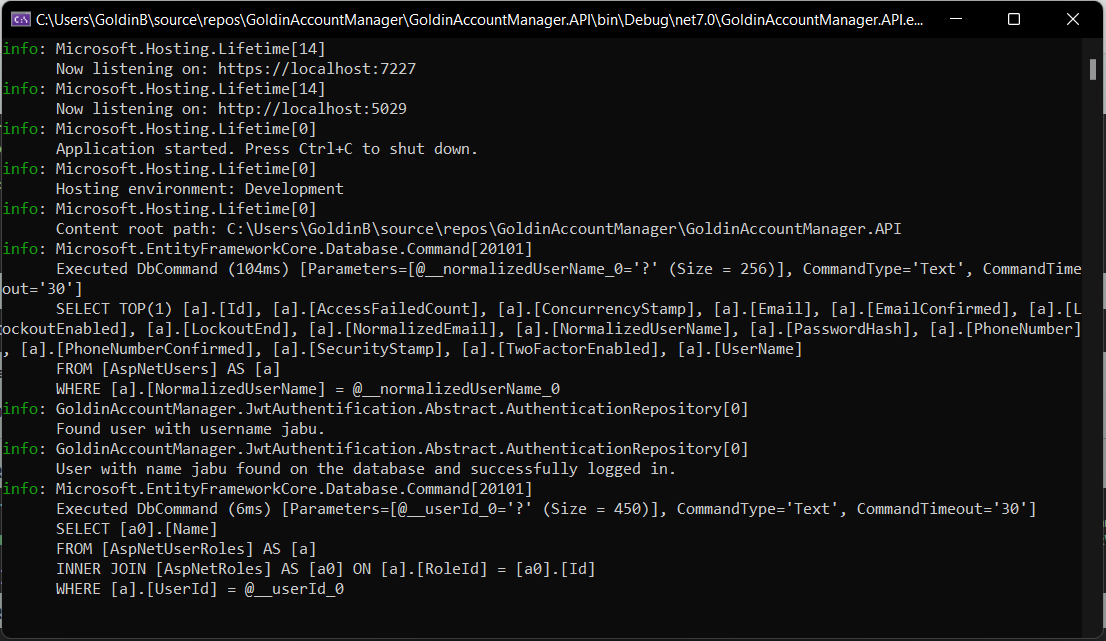 C:\Users\GoldinB\source\repos\GoldinAccountManager\GoldinAccountManager.API\bin\Debug\net7.0\GoldinAccountManager.API.e...
info: Microsoft.Hosting.Lifetime[14]
      Now listening on: https://localhost:7227
info: Microsoft.Hosting.Lifetime[14]
      Now listening on: http://localhost:5029
info: Microsoft.Hosting.Lifetime[0]
      Application started. Press Ctrl+C to shut down.
info: Microsoft.Hosting.Lifetime[0]
      Hosting environment: Development
info: Microsoft.Hosting.Lifetime[0]
      Content root path: C:\Users\GoldinB\source\repos\GoldinAccountManager\GoldinAccountManager.API
info: Microsoft.EntityFrameworkCore.Database.Command[20101]
      Executed DbCommand (104ms) [Parameters=[@__normalizedUserName_0='?' (Size = 256)], CommandType='Text', CommandTime
out='30']
      SELECT TOP(1) [a].[Id], [a].[AccessFailedCount], [a].[ConcurrencyStamp], [a].[Email], [a].[EmailConfirmed], [a].[L
ockoutEnabled], [a].[LockoutEnd], [a].[NormalizedEmail], [a].[NormalizedUserName], [a].[PasswordHash], [a].[PhoneNumber]
, [a].[PhoneNumberConfirmed], [a].[SecurityStamp], [a].[TwoFactorEnabled], [a].[UserName]
      FROM [AspNetUsers] AS [a]
      WHERE [a].[NormalizedUserName] = @__normalizedUserName_0
info: GoldinAccountManager.JwtAuthentification.Abstract.AuthenticationRepository[0]
      Found user with username jabu.
info: GoldinAccountManager.JwtAuthentification.Abstract.AuthenticationRepository[0]
      User with name jabu found on the database and successfully logged in.
info: Microsoft.EntityFrameworkCore.Database.Command[20101]
      Executed DbCommand (6ms) [Parameters=[@__userId_0='?' (Size = 450)], CommandType='Text', CommandTimeout='30']
      SELECT [a0].[Name]
      FROM [AspNetUserRoles] AS [a]
      INNER JOIN [AspNetRoles] AS [a0] ON [a].[RoleId] = [a0].[Id]
      WHERE [a].[UserId] = @__userId_0